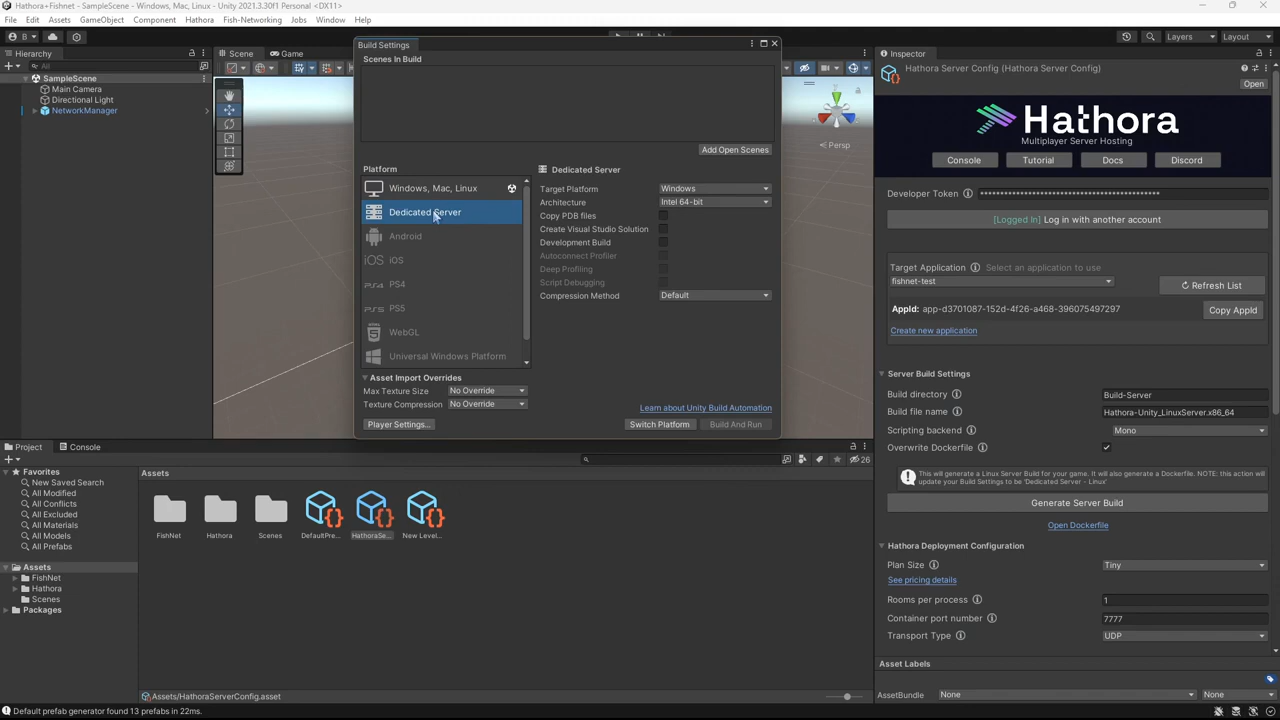 Hathora+Fishnet - SampleScene - Windows, Mac, Linux - Unity 2021.3.30f1 Personal <DX11>
File Edit Assets GameObject Component Hathora Fish-Networking Jobs Window Help
B
Layers Layout
Hierarchy
All
SampleScene
Main Camera
Directional Light
NetworkManager
Scene Game
Persp
Build Settings
Scenes In Build
Add Open Scenes
Platform
Windows, Mac, Linux
Dedicated Server
Android
iOS iOS
PS4 PS4
PS5 PS5
WebGL
Universal Windows Platform
Dedicated Server
Target Platform Windows
Architecture Intel 64-bit
Copy PDB files
Create Visual Studio Solution
Development Build
Autoconnect Profiler
Deep Profiling
Script Debugging
Compression Method Default
Asset Import Overrides
Max Texture Size No Override
Texture Compression No Override
Learn about Unity Build Automation
Player Settings... Switch Platform Build And Run
Inspector
Hathora Server Config (Hathora Server Config)
Open
Hathora
Multiplayer Server Hosting
Console Tutorial Docs Discord
Developer Token ****************************************
[Logged In] Log in with another account
Target Application Select an application to use
fishnet-test
Refresh List
AppId: app-d3701087-152d-4f26-a468-396075497297
Copy AppId
Create new application
Server Build Settings
Build directory Build-Server
Build file name Hathora-Unity_LinuxServer.x86_64
Scripting backend Mono
Overwrite Dockerfile
This will generate a Linux Server Build for your game. It will also generate a Dockerfile. NOTE: this action will
update your Build Settings to be 'Dedicated Server - Linux'
Generate Server Build
Open Dockerfile
Hathora Deployment Configuration
Plan Size Tiny
See pricing details
Rooms per process 1
Container port number 7777
Transport Type UDP
Asset Labels
AssetBundle None None
Project Console
26
Favorites
New Saved Search
All Modified
All Conflicts
All Excluded
All Materials
All Models
All Prefabs
Assets
FishNet
Hathora
Scenes
Packages
Assets
FishNet Hathora Scenes DefaultPre... HathoraSe... New Level...
Assets/HathoraServerConfig.asset
Default prefab generator found 13 prefabs in 22ms.